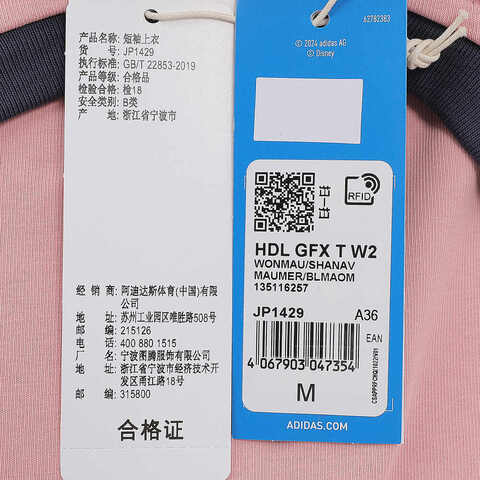 产品名称: 短袖上衣
货 号: JP1429
执行标准: GB/T 22853-2019
产品等级: 合格品
检验合格: 检18
安全类别: B类
产 地: 浙江省宁波市
经 销 商: 阿迪达斯体育(中国)有限
公司
地 址: 苏州工业园区唯胜路508号
邮 编: 215126
电 话: 400 880 1515
厂 名: 宁波图腾服饰有限公司
地 址: 浙江省宁波市经济技术开
发区甬江路18号
邮 编: 315800
合格证
62782383
© 2024 adidas AG
© Disney
扫一扫
RFID
HDL GFX T W2
WONMAU/SHANAV
MAUMER/BLMAOM
135116257
JP1429 A36
EAN
4 067903 047354
M
ADIDAS.COM